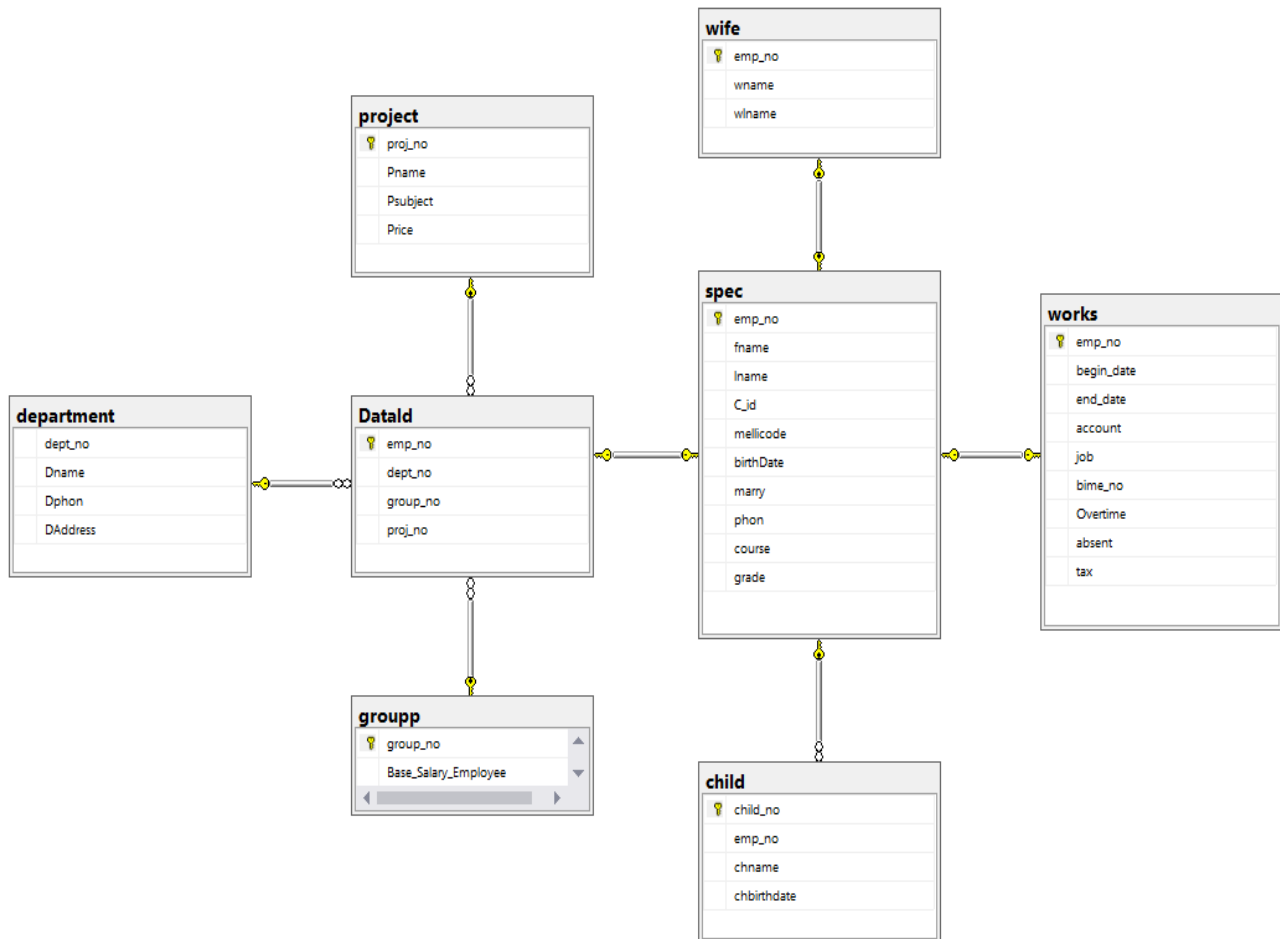 wife
emp_no
wname
wlname
project
proj_no
Pname
Psubject
Price
spec
emp_no
fname
lname
C_id
mellicode
birthDate
marry
phon
course
grade
works
emp_no
begin_date
end_date
account
job
bime_no
Overtime
absent
tax
department
dept_no
Dname
Dphon
DAddress
DataId
emp_no
dept_no
group_no
proj_no
groupp
group_no
Base_Salary_Employee
child
child_no
emp_no
chname
chbirthdate